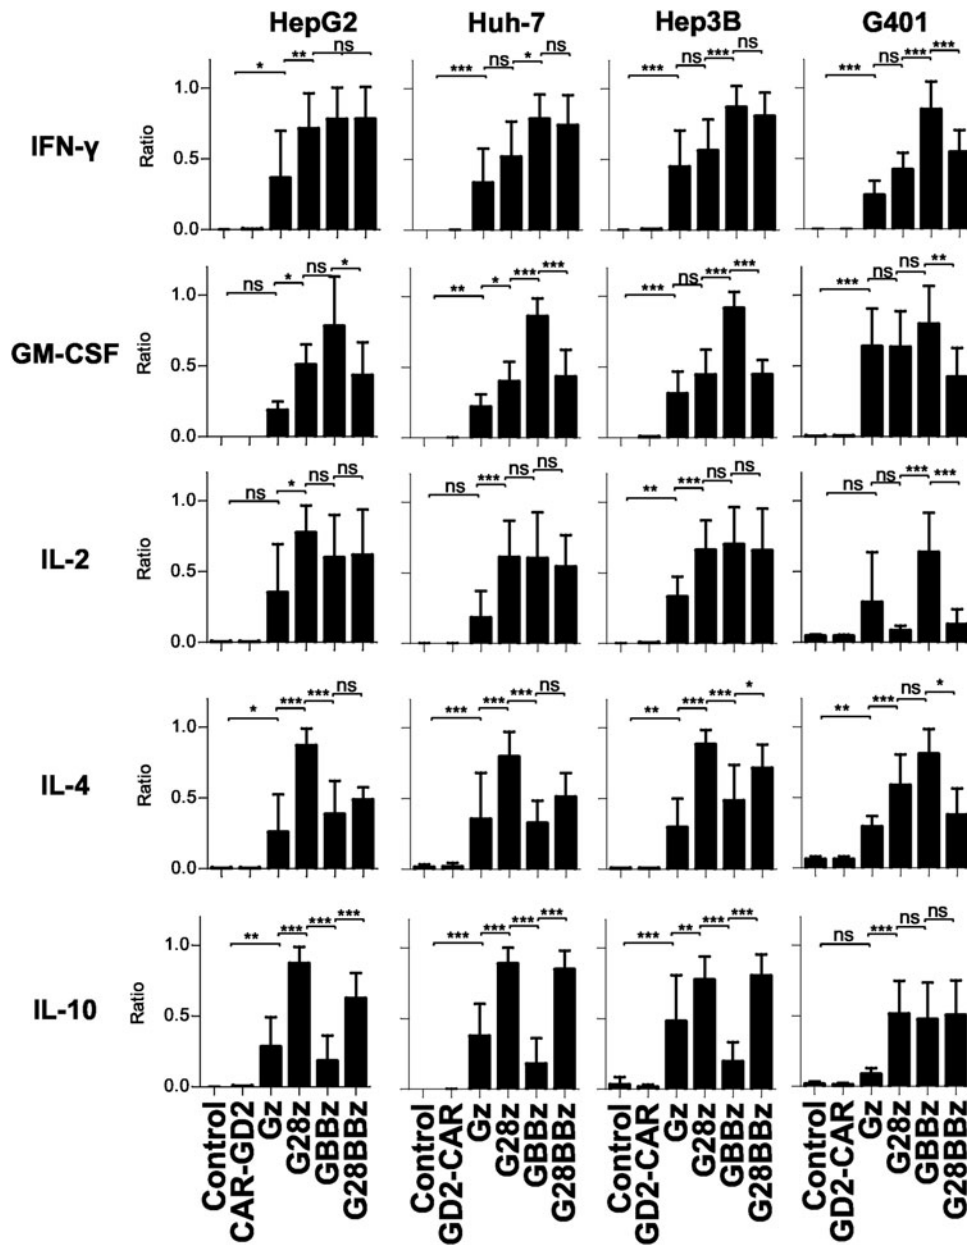 HepG2 Huh-7 Hep3B G401
* ** ns *** ns * ns *** ns *** ns *** ns *** ***
IFN-γ
Ratio
1.0
0.5
0.0
ns * ns * ** * *** *** *** ns *** *** *** ns ns **
GM-CSF
Ratio
1.0
0.5
0.0
ns * ns ns ns *** ns ns ** *** ns ns ns ns *** ***
IL-2
Ratio
1.0
0.5
0.0
* *** *** ns *** *** *** ns ** *** *** * ** *** ns *
IL-4
Ratio
1.0
0.5
0.0
** *** *** *** *** *** *** *** *** ** *** *** ns *** ns ns
IL-10
Ratio
1.0
0.5
0.0
Control
CAR-GD2
Gz
G28z
GBBz
G28BBz
Control
GD2-CAR
Gz
G28z
GBBz
G28BBz
Control
GD2-CAR
Gz
G28z
GBBz
G28BBz
Control
GD2-CAR
Gz
G28z
GBBz
G28BBz